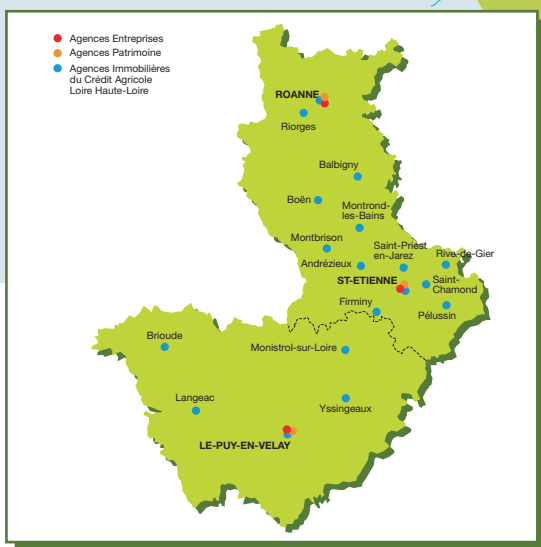 Agences Entreprises
Agences Patrimoine
Agences Immobilières
du Crédit Agricole
Loire Haute-Loire
ROANNE
Riorges
Balbigny
Boën
Montrond-
les-Bains
Montbrison
Saint-Priest
en-Jarez
Rive-de-Gier
Andrézieux
ST-ETIENNE
Saint-
Chamond
Firminy
Pélussin
Brioude
Monistrol-sur-Loire
Langeac
Yssingeaux
LE-PUY-EN-VELAY